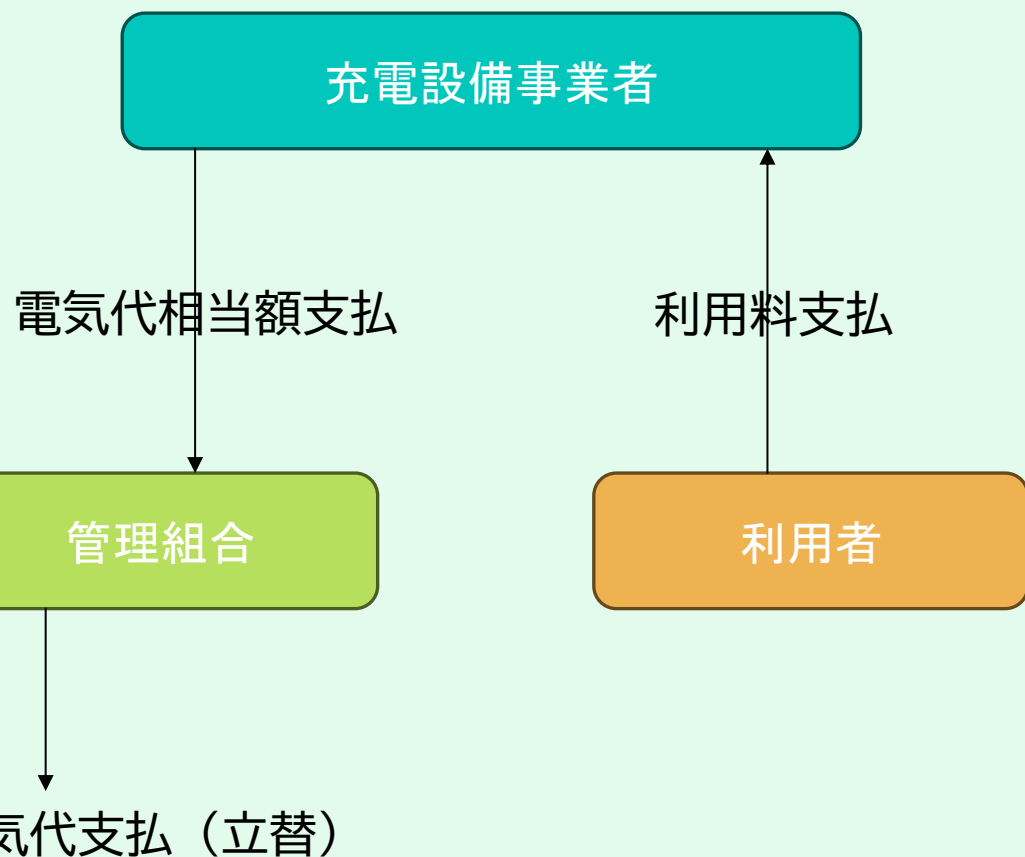 充電設備事業者
電気代相当額支払
利用料支払
管理組合
利用者
気代支払（立替）